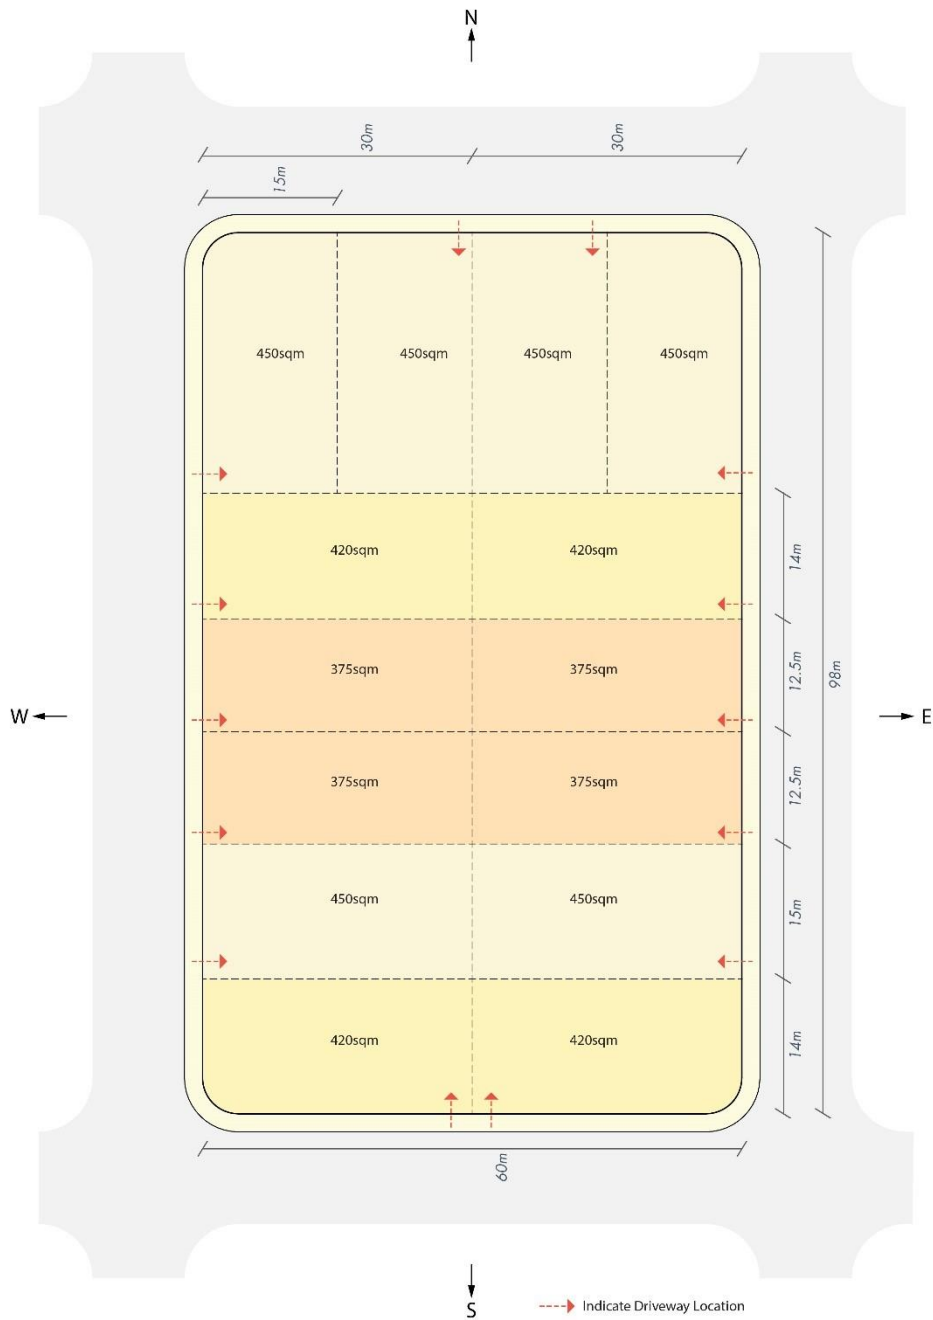 N
30m 30m
15m
450sqm 450sqm 450sqm 450sqm
420sqm 420sqm
14m
375sqm 375sqm
12.5m
98m
W E
375sqm 375sqm
12.5m
450sqm 450sqm
15m
420sqm 420sqm
14m
60m
S
Indicate Driveway Location